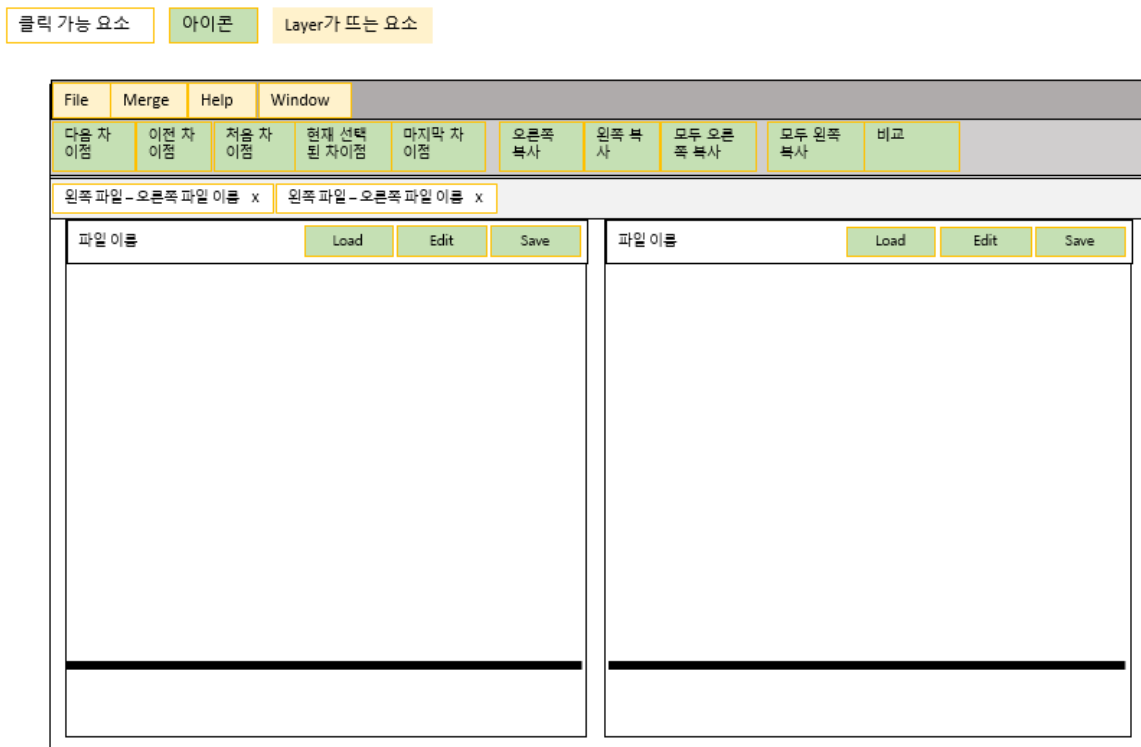 클릭 가능 요소
아이콘
Layer가 뜨는 요소
File
Merge
Help
Window
다음 차
이점
이전 차
이점
처음 차
이점
현재 선택
된 차이점
마지막 차
이점
오른쪽
복사
왼쪽 복
사
모두 오른
쪽 복사
모두 왼쪽
복사
비교
왼쪽 파일 – 오른쪽 파일 이름 x
왼쪽 파일 – 오른쪽 파일 이름 x
파일 이름
Load
Edit
Save
파일 이름
Load
Edit
Save